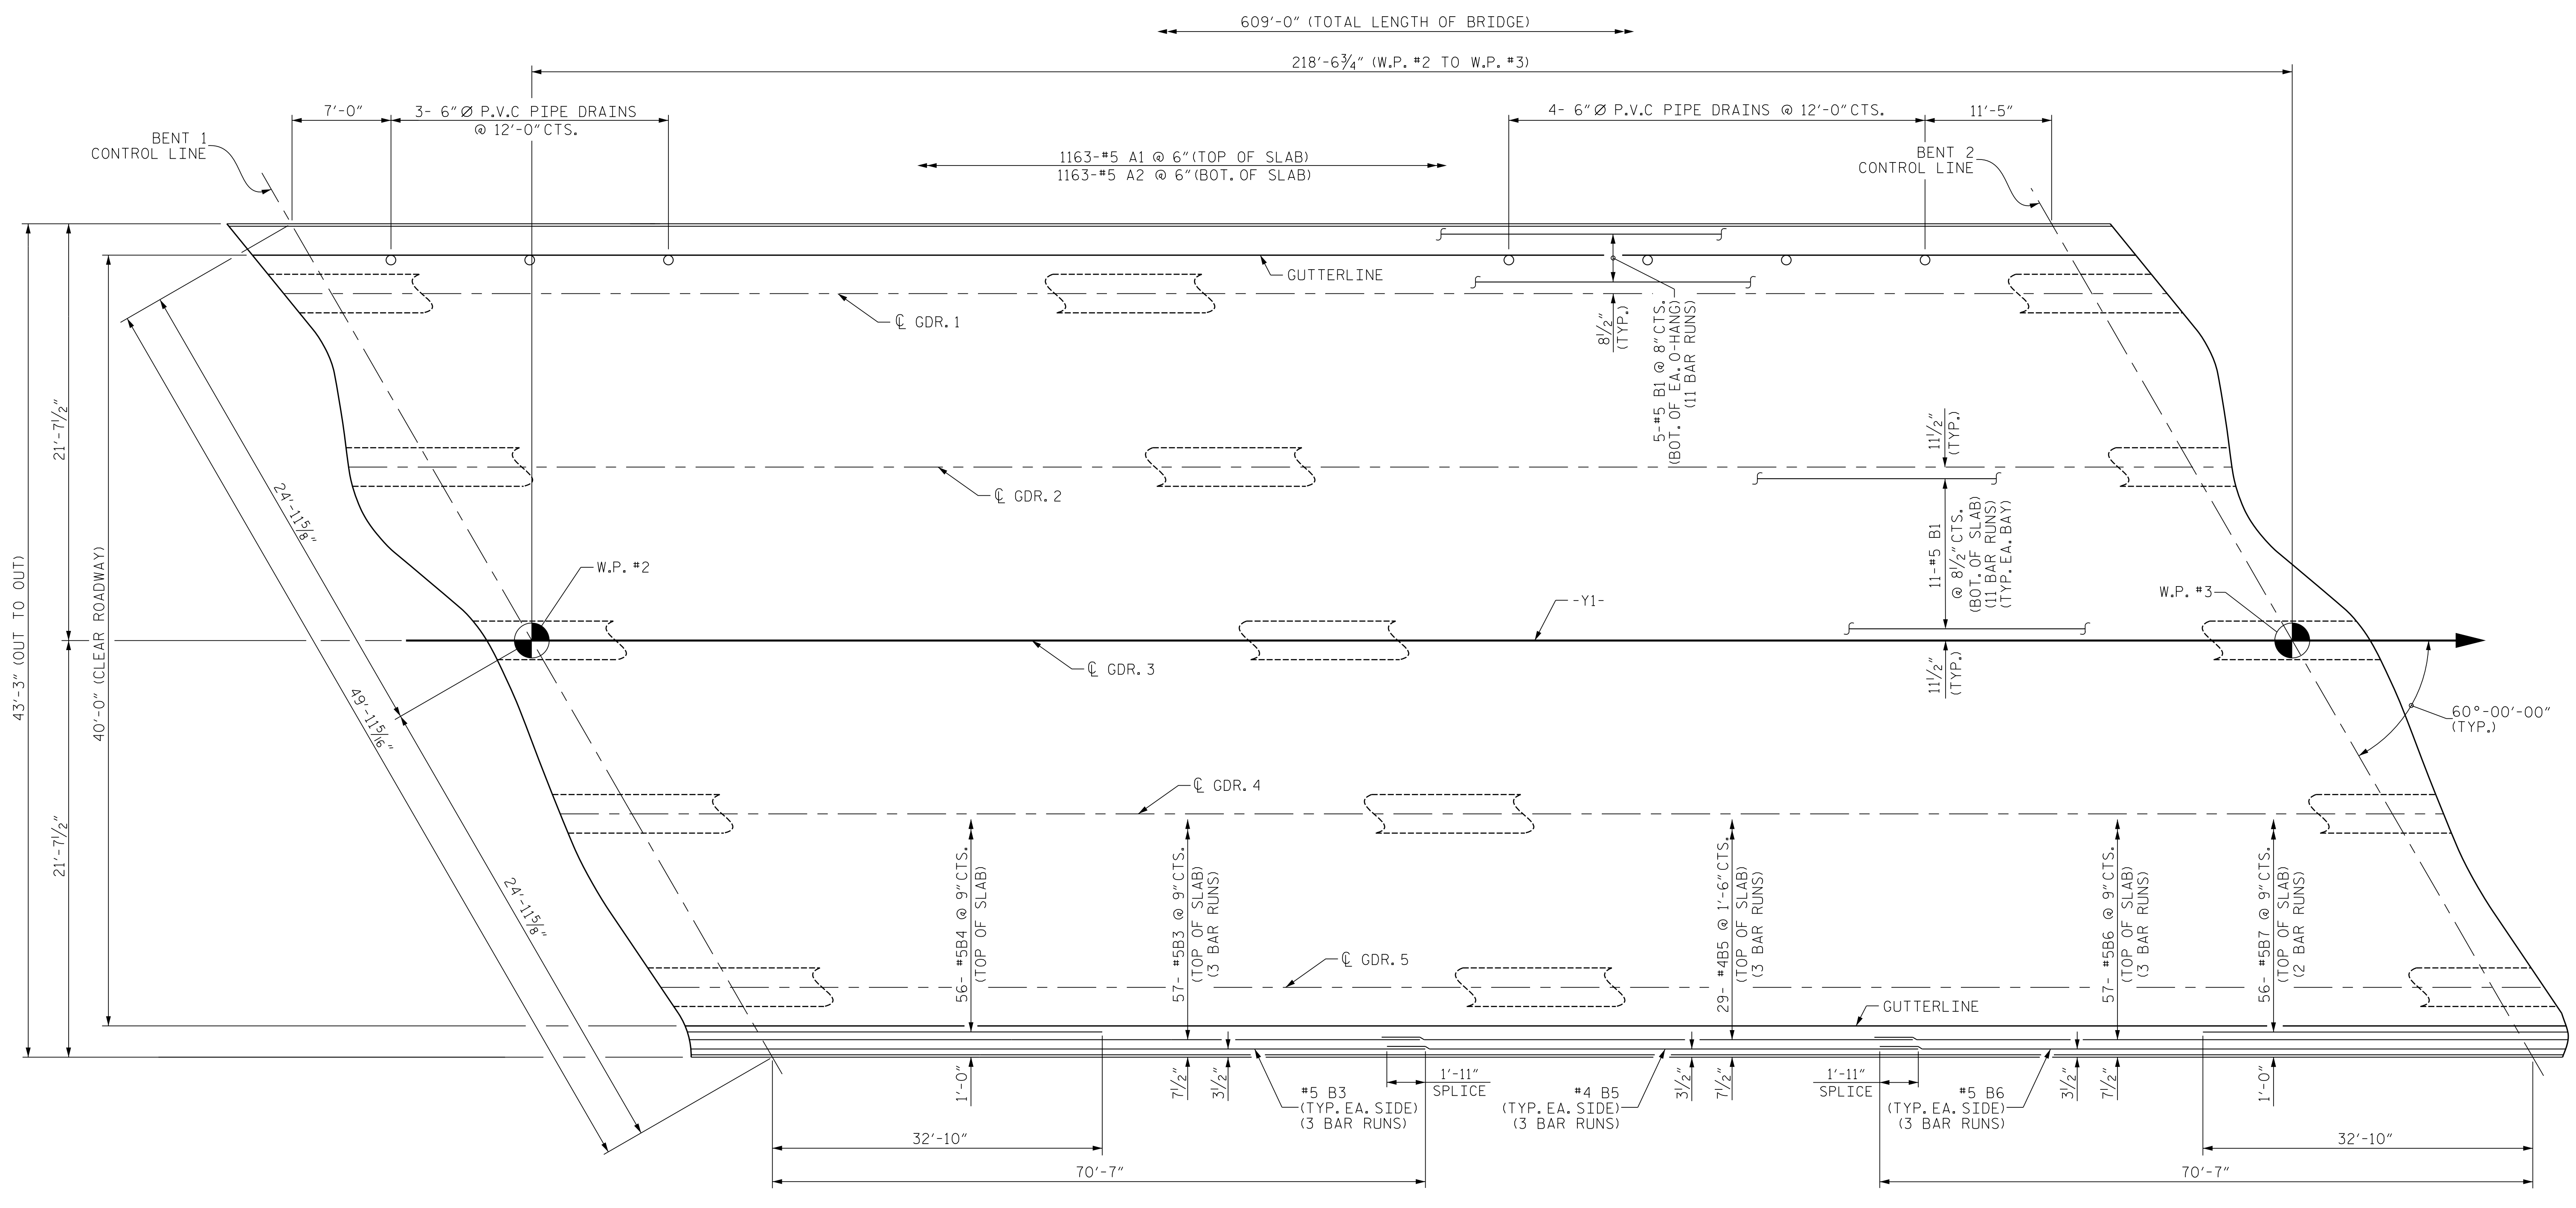 609'-0" (TOTAL LENGTH OF BRIDGE)
218'-6¾" (W.P. #2 TO W.P. #3)
7'-0"
3- 6"Ø P.V.C PIPE DRAINS
@ 12'-0"CTS.
4- 6"Ø P.V.C PIPE DRAINS @ 12'-0"CTS.
11'-5"
BENT 1
CONTROL LINE
1163-#5 A1 @ 6"(TOP OF SLAB)
1163-#5 A2 @ 6"(BOT. OF SLAB)
BENT 2
CONTROL LINE
GUTTERLINE
℄ GDR. 1
8½"
(TYP.)
5-#5 B1 @ 8"CTS.
(BOT. OF EA. O-HANG)
(11 BAR RUNS)
43'-3" (OUT TO OUT)
21'-7½"
40'-0" (CLEAR ROADWAY)
24'-11⅝"
49'-11 5/16"
℄ GDR. 2
11½"
(TYP.)
11-#5 B1
@ 8½"CTS.
(BOT. OF SLAB)
(11 BAR RUNS)
(TYP. EA. BAY)
W.P. #2
-Y1-
W.P. #3
℄ GDR. 3
11½"
(TYP.)
60°-00'-00"
(TYP.)
℄ GDR. 4
21'-7½"
24'-11⅝"
56- #5B4 @ 9"CTS.
(TOP OF SLAB)
57- #5B3 @ 9"CTS.
(TOP OF SLAB)
(3 BAR RUNS)
29- #4B5 @ 1'-6"CTS.
(TOP OF SLAB)
(3 BAR RUNS)
57- #5B6 @ 9"CTS.
(TOP OF SLAB)
(3 BAR RUNS)
56- #5B7 @ 9"CTS.
(TOP OF SLAB)
(2 BAR RUNS)
℄ GDR. 5
GUTTERLINE
1'-0"
7½"
3½"
#5 B3
(TYP. EA. SIDE)
(3 BAR RUNS)
1'-11"
SPLICE
#4 B5
(TYP. EA. SIDE)
(3 BAR RUNS)
3½"
7½"
1'-11"
SPLICE
#5 B6
(TYP. EA. SIDE)
(3 BAR RUNS)
3½"
7½"
1'-0"
32'-10"
32'-10"
70'-7"
70'-7"